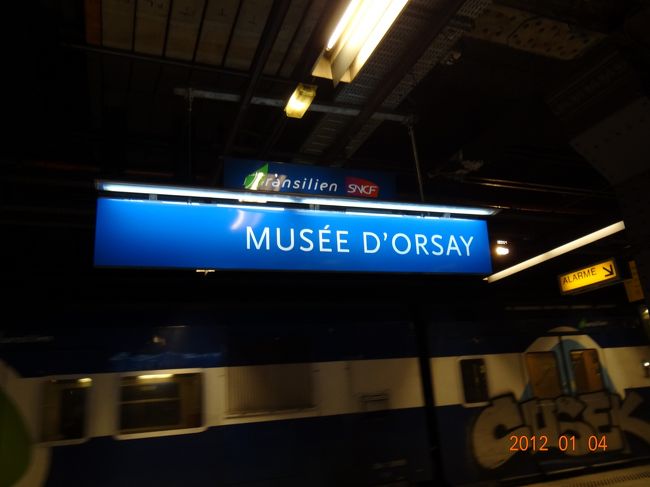 Transilien SNCF
MUSÉE D'ORSAY
ALARME
2012 01 04